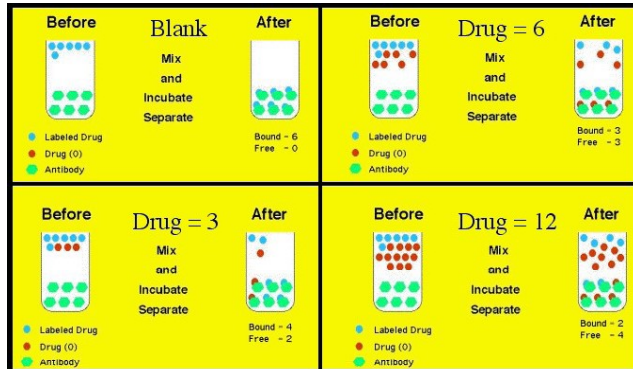 Before Blank After
Mix
and
Incubate
Separate
Labeled Drug
Drug (0)
Antibody
Bound - 6
Free - 0
Before Drug = 6 After
Mix
and
Incubate
Separate
Labeled Drug
Drug (0)
Antibody
Bound - 3
Free - 3
Before Drug = 3 After
Mix
and
Incubate
Separate
Labeled Drug
Drug (0)
Antibody
Bound - 4
Free - 2
Before Drug = 12 After
Mix
and
Incubate
Separate
Labeled Drug
Drug (0)
Antibody
Bound - 2
Free - 4